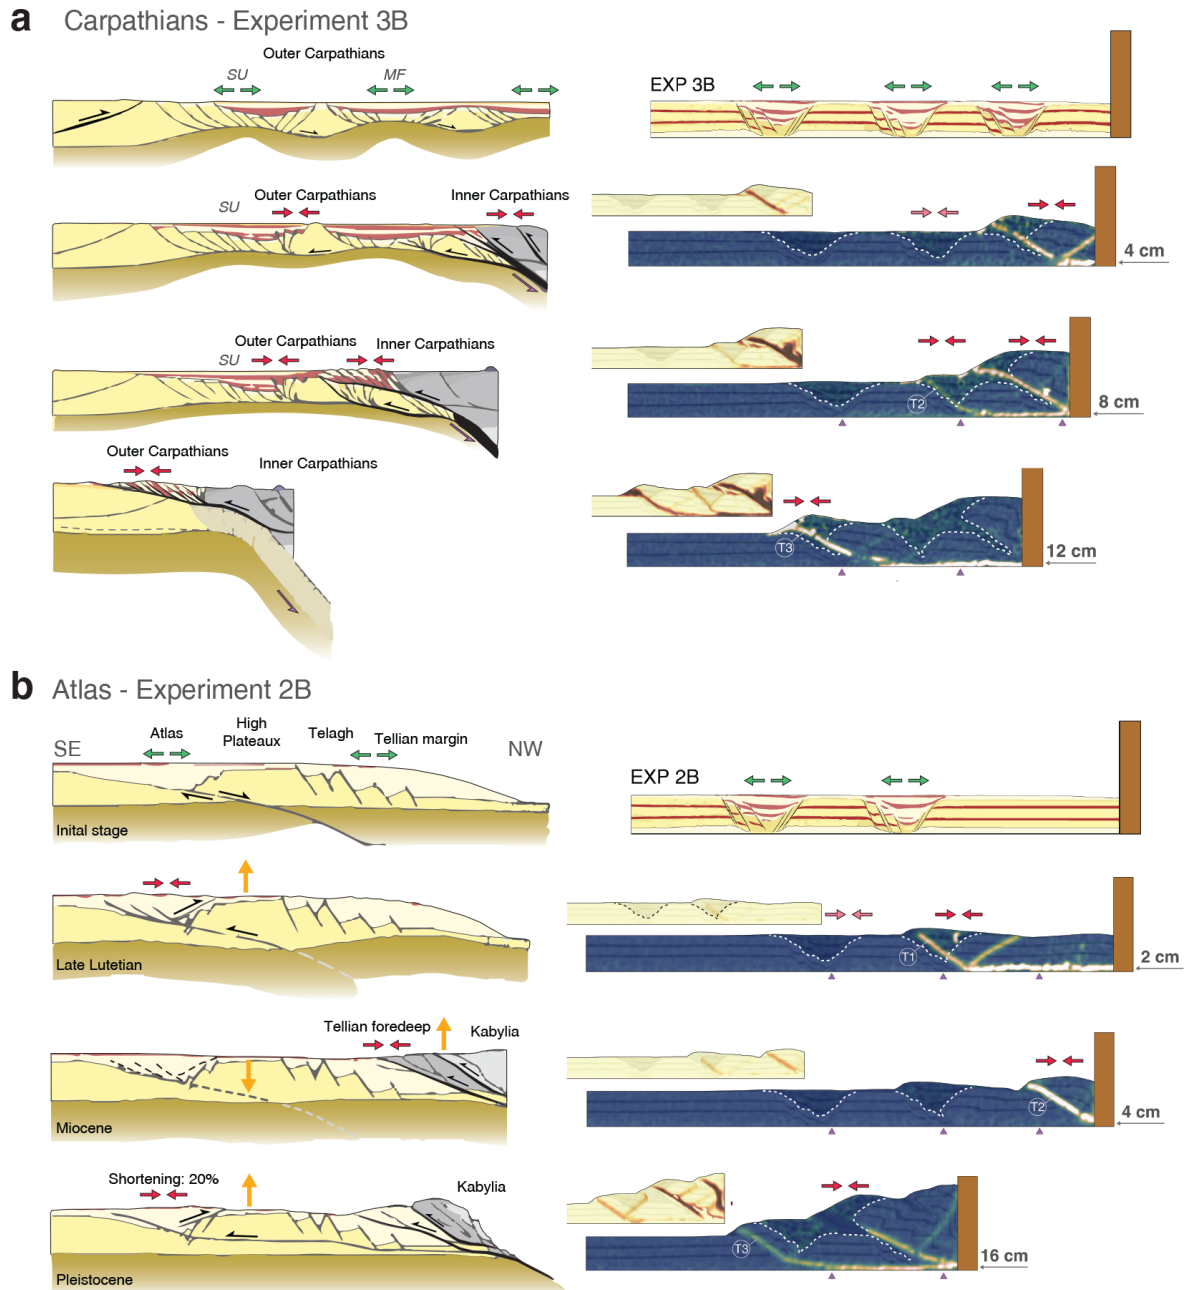 a Carpathians - Experiment 3B
Outer Carpathians
SU MF
EXP 3B
Outer Carpathians Inner Carpathians
SU
4 cm
Outer Carpathians Inner Carpathians
SU
T2
8 cm
Outer Carpathians
Inner Carpathians
T3
12 cm
b Atlas - Experiment 2B
SE
Atlas
High
Plateaux
Telagh
Tellian margin
NW
EXP 2B
Inital stage
T1
2 cm
Late Lutetian
Tellian foredeep
Kabylia
T2
4 cm
Miocene
Shortening: 20%
Kabylia
T3
16 cm
Pleistocene